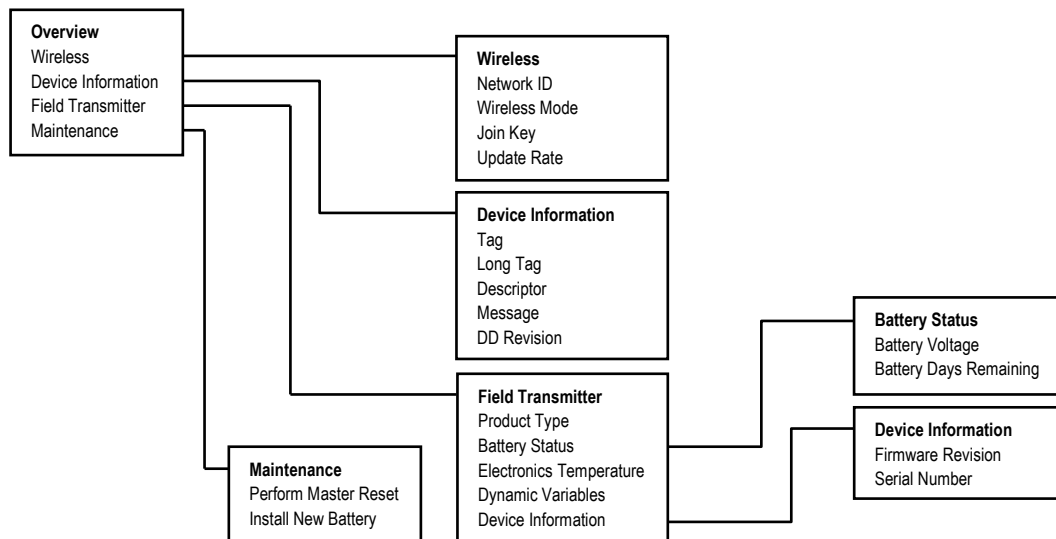 Overview
Wireless
Device Information
Field Transmitter
Maintenance
Wireless
Network ID
Wireless Mode
Join Key
Update Rate
Device Information
Tag
Long Tag
Descriptor
Message
DD Revision
Field Transmitter
Product Type
Battery Status
Electronics Temperature
Dynamic Variables
Device Information
Battery Status
Battery Voltage
Battery Days Remaining
Device Information
Firmware Revision
Serial Number
Maintenance
Perform Master Reset
Install New Battery